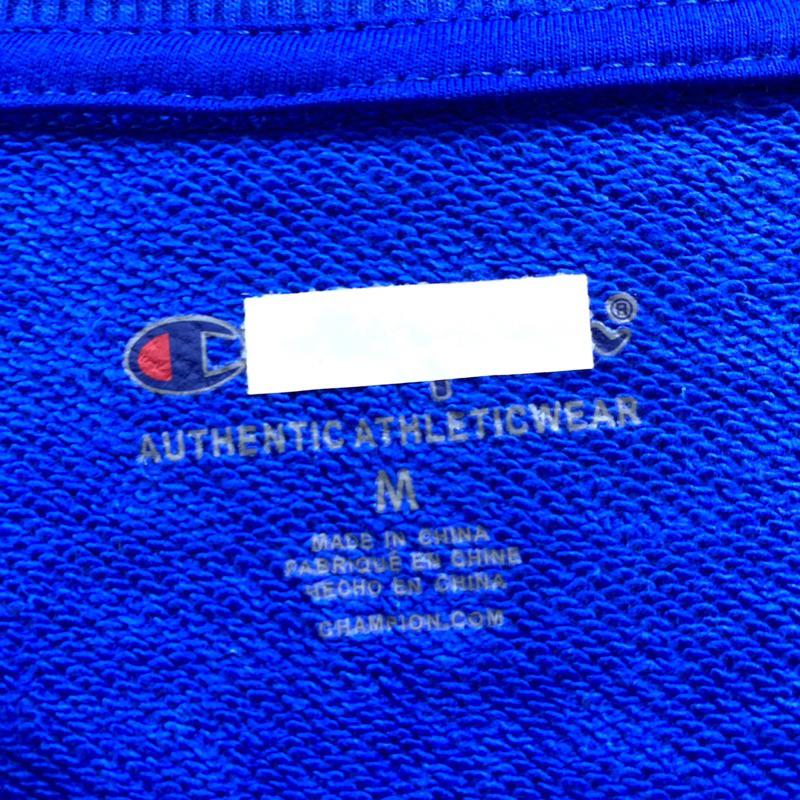 C
®
AUTHENTIC ATHLETICWEAR
M
MADE IN CHINA
FABRIQUÉ EN CHINE
HECHO EN CHINA
CHAMPION.COM